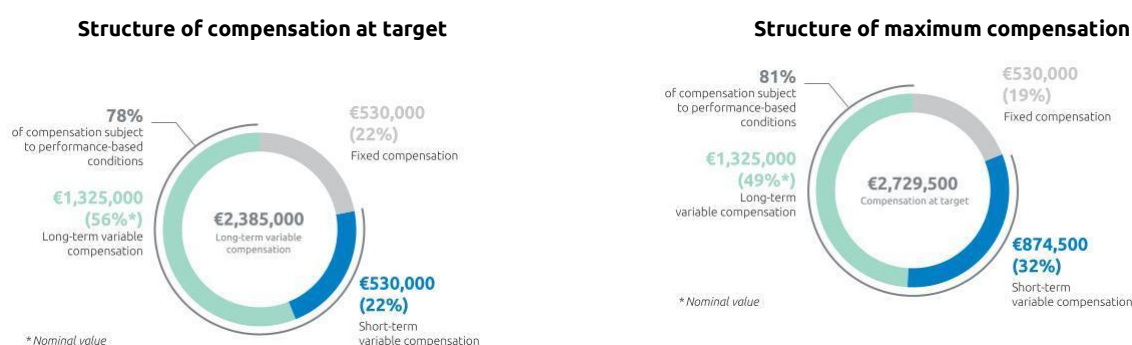 Structure of compensation at target
78%
of compensation subject
to performance-based
conditions
€530,000
(22%)
Fixed compensation
€1,325,000
(56%*)
Long-term variable
compensation
€2,385,000
Long-term variable
compensation
€530,000
(22%)
Short-term
variable compensation
* Nominal value
Structure of maximum compensation
81%
of compensation subject
to performance-based
conditions
€530,000
(19%)
Fixed compensation
€1,325,000
(49%*)
Long-term
variable compensation
€2,729,500
Compensation at target
€874,500
(32%)
Short-term
variable compensation
* Nominal value